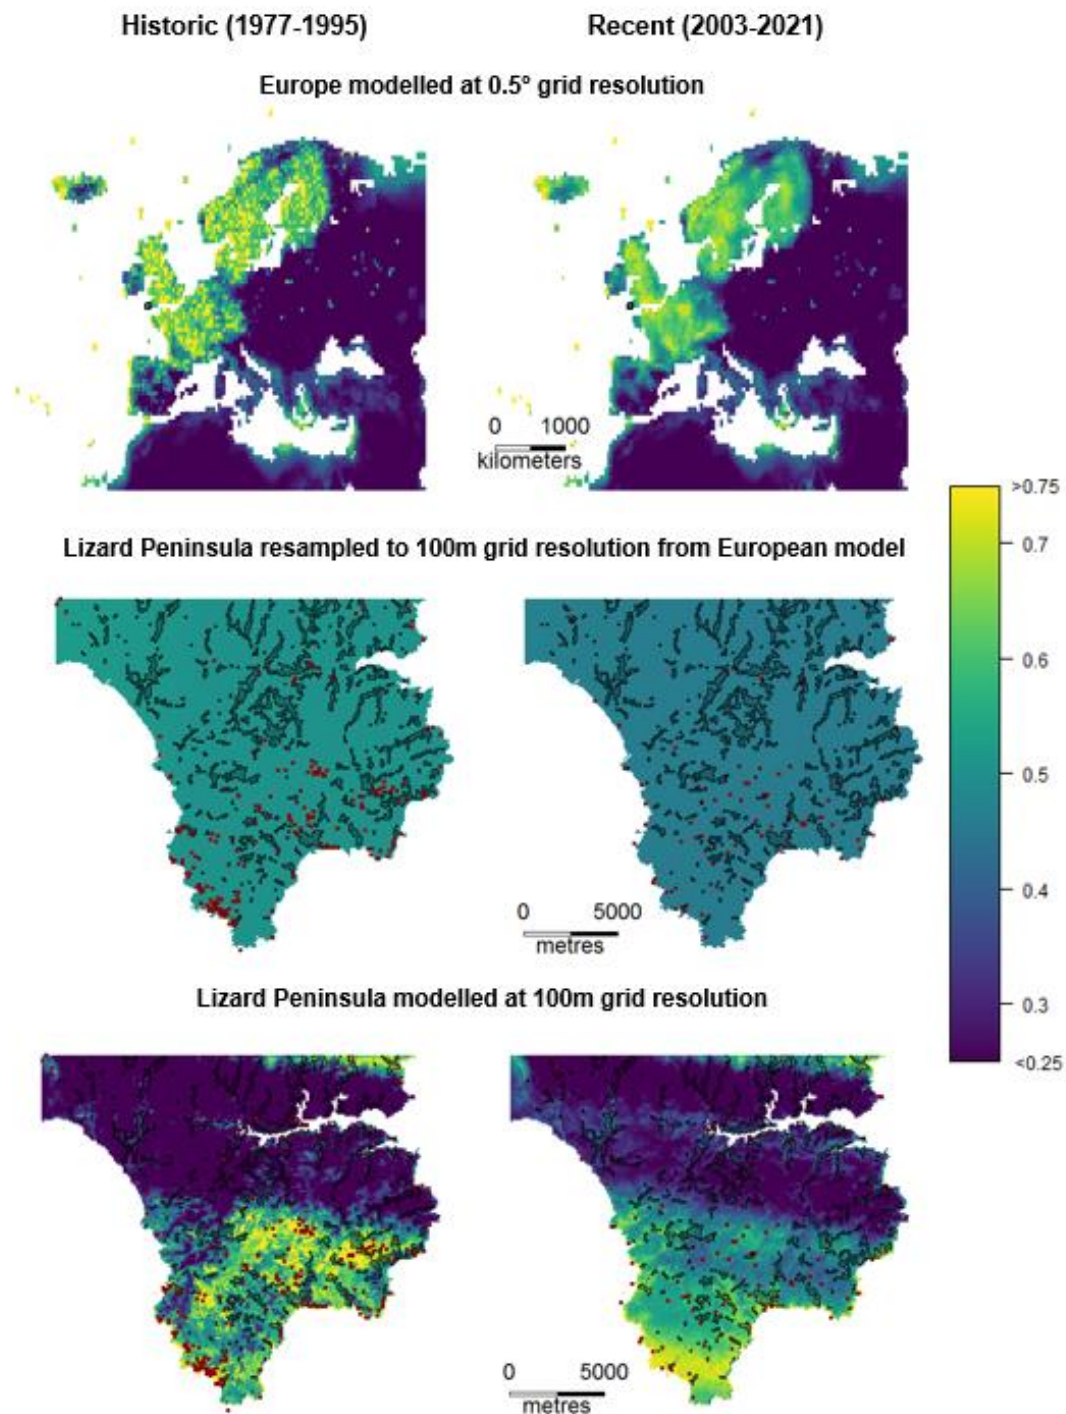 Historic (1977-1995)
Recent (2003-2021)
Europe modelled at 0.5° grid resolution
0 1000
kilometers
Lizard Peninsula resampled to 100m grid resolution from European model
0 5000
metres
>0.75
0.7
0.6
0.5
0.4
0.3
<0.25
Lizard Peninsula modelled at 100m grid resolution
0 5000
metres